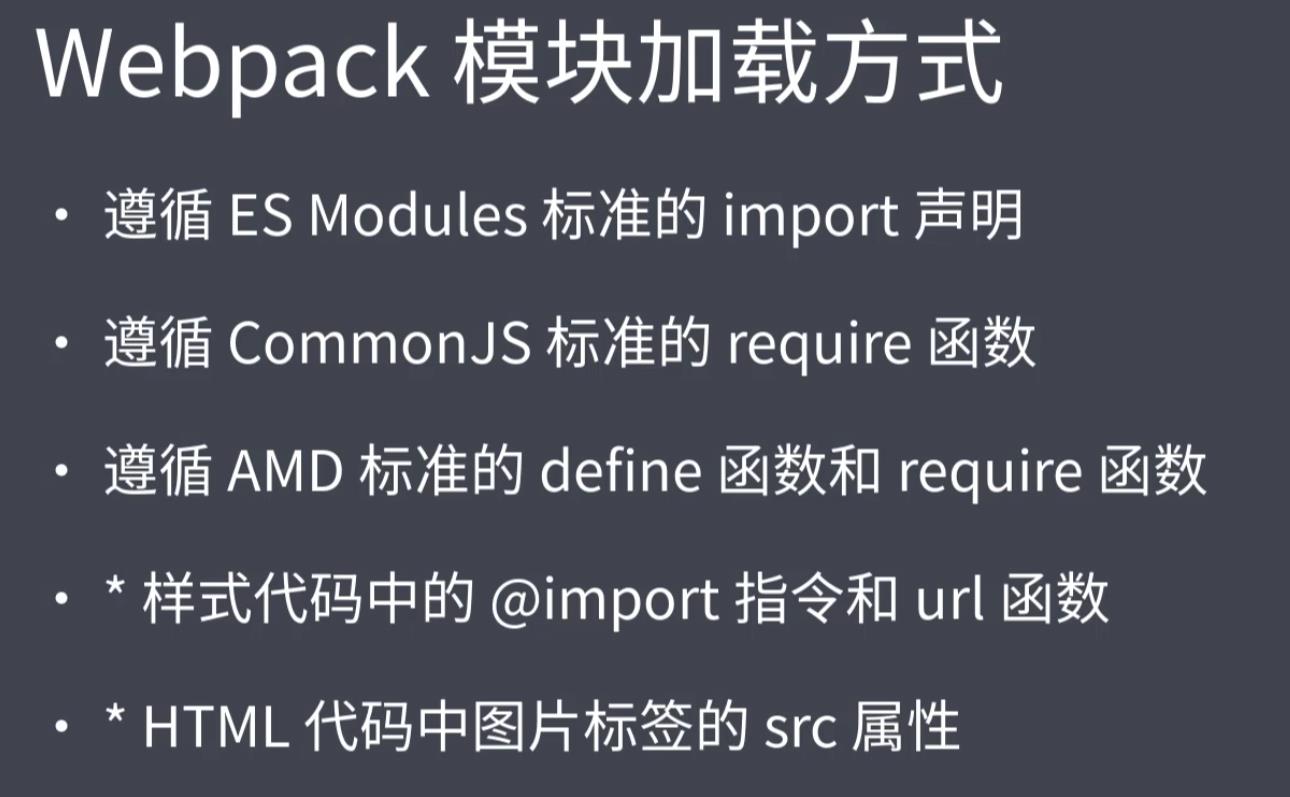 Webpack 模块加载方式
• 遵循 ES Modules 标准的 import 声明
• 遵循 CommonJS 标准的 require 函数
• 遵循 AMD 标准的 define 函数和 require 函数
• * 样式代码中的 @import 指令和 url 函数
• * HTML 代码中图片标签的 src 属性